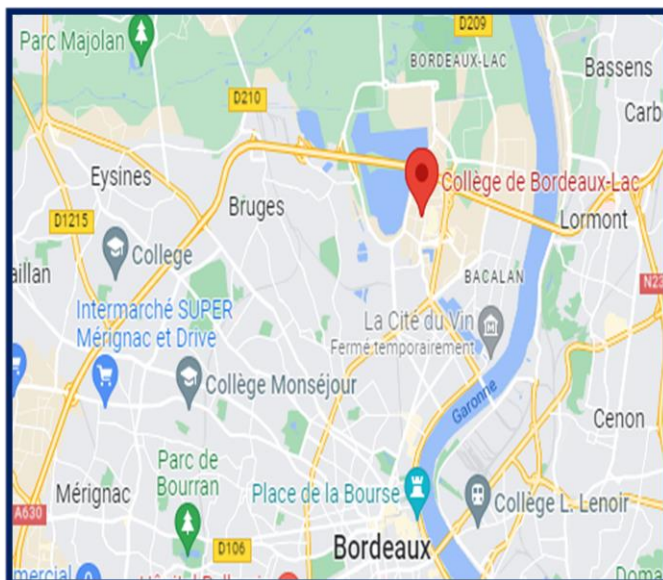 D209
Parc Majolan
BORDEAUX-LAC
Bassens
D210
Carb
Eysines
Collège de Bordeaux-Lac
Bruges
D1215
Lormont
College
BACALAN
aillan
N23
Intermarché SUPER
Mérignac et Drive
La Cité du Vin
Fermé temporairement
Collège Monséjour
Garonne
Cenon
Parc de
Bourran
Mérignac
Place de la Bourse
Collège L. Lenoir
A630
D106
Bordeaux
mercial
Doma